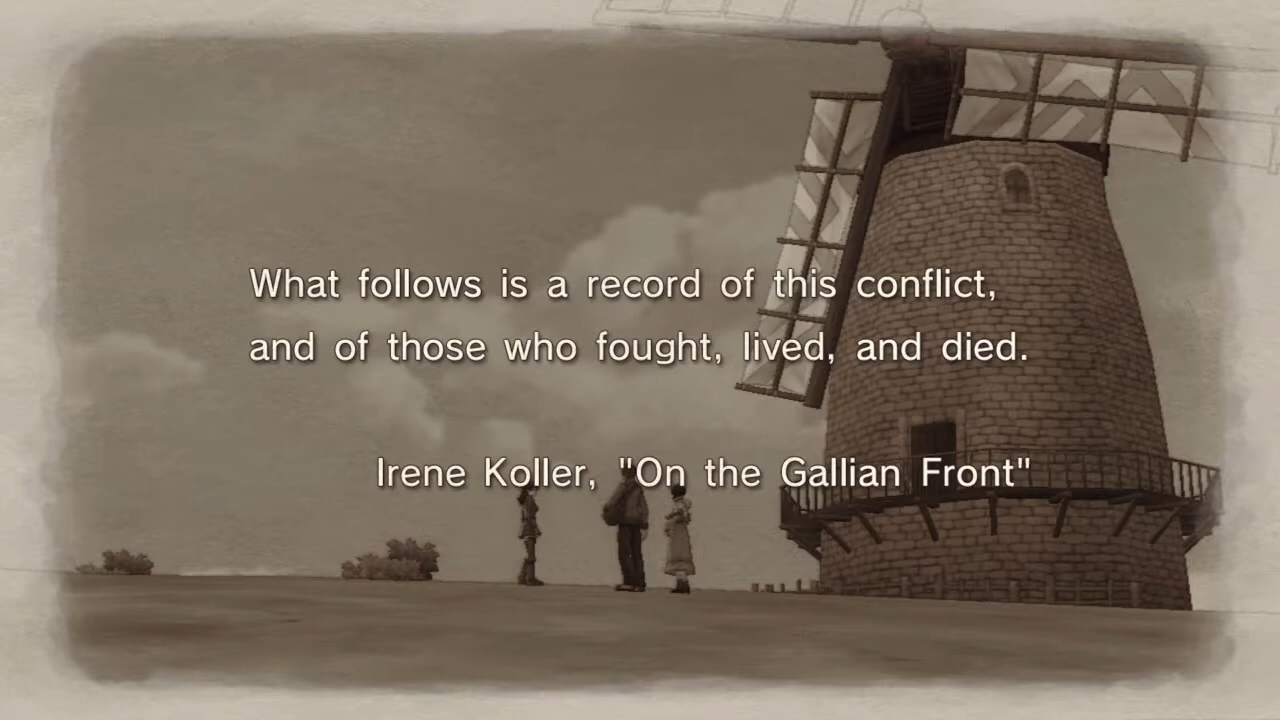 What follows is a record of this conflict,
and of those who fought, lived, and died.
Irene Koller, "On the Gallian Front"